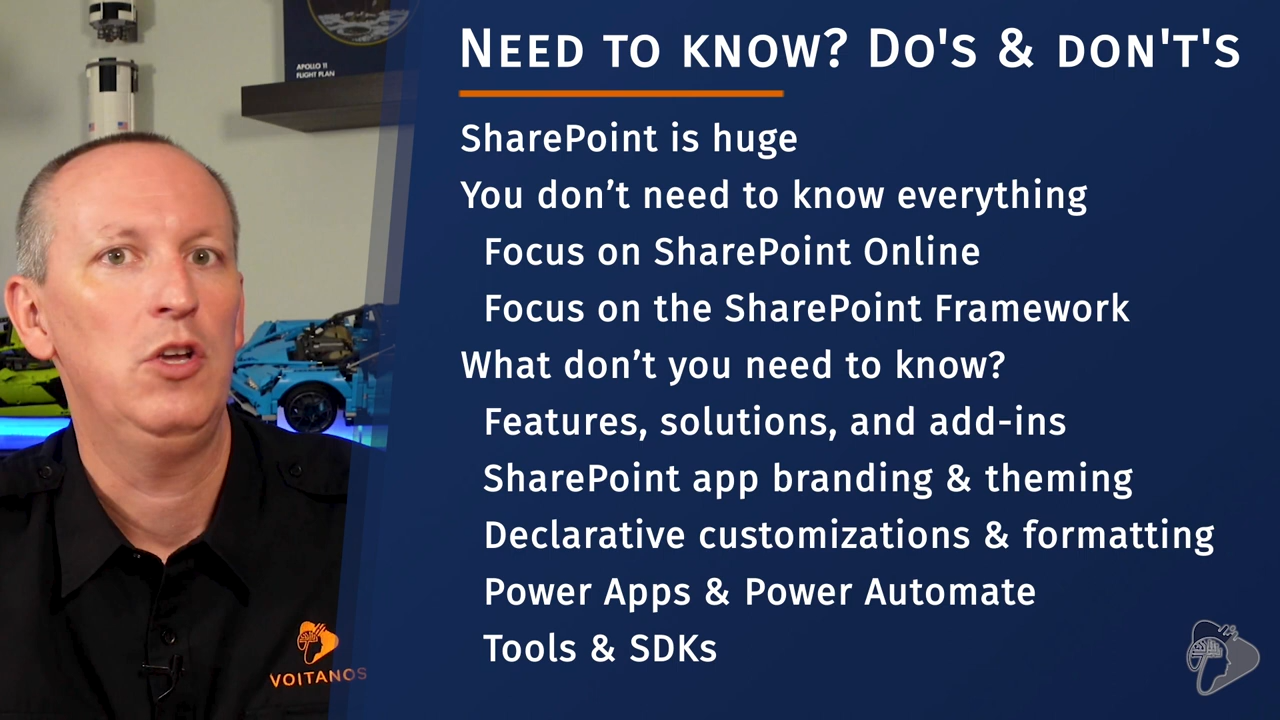 APOLLO 11
FLIGHT PLAN
Need to know? Do's & don't's
SharePoint is huge
You don’t need to know everything
Focus on SharePoint Online
Focus on the SharePoint Framework
What don’t you need to know?
Features, solutions, and add-ins
SharePoint app branding & theming
Declarative customizations & formatting
Power Apps & Power Automate
Tools & SDKs
VOITANOS